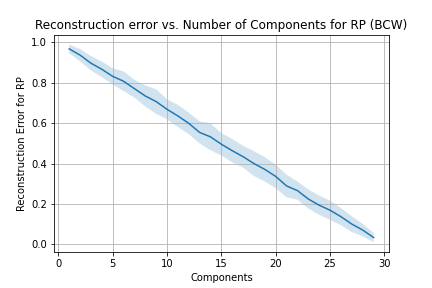 Reconstruction error vs. Number of Components for RP (BCW)
Reconstruction Error for RP
1.0
0.8
0.6
0.4
0.2
0.0
0 5 10 15 20 25 30
Components